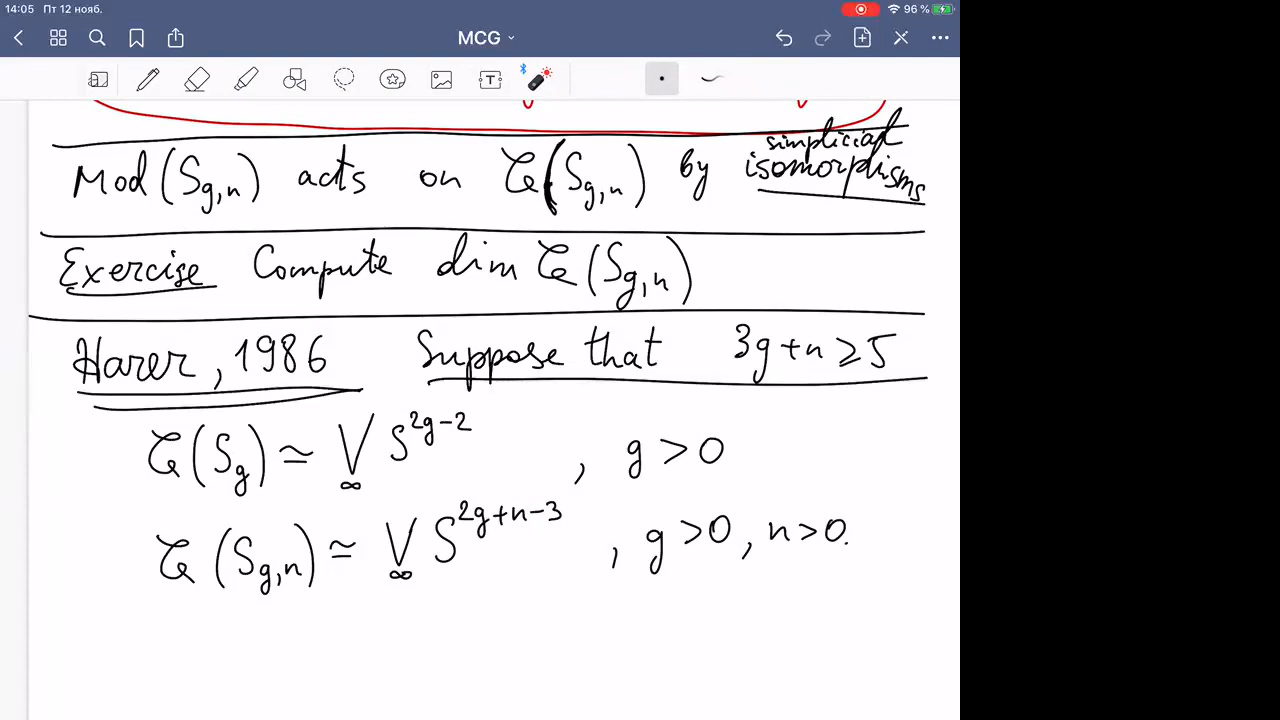 14:05 Пт 12 нояб. 96 %
MCG
T
Mod(S_{g,n}) acts on 𝒞(S_{g,n}) by simplicial isomorphisms
Exercise Compute dim 𝒞(S_{g,n})
Harer, 1986 Suppose that 3g+n ≥ 5
𝒞(S_g) ≃ ⋁_∞ S^{2g-2} , g > 0
𝒞(S_{g,n}) ≃ ⋁_∞ S^{2g+n-3} , g > 0, n > 0.